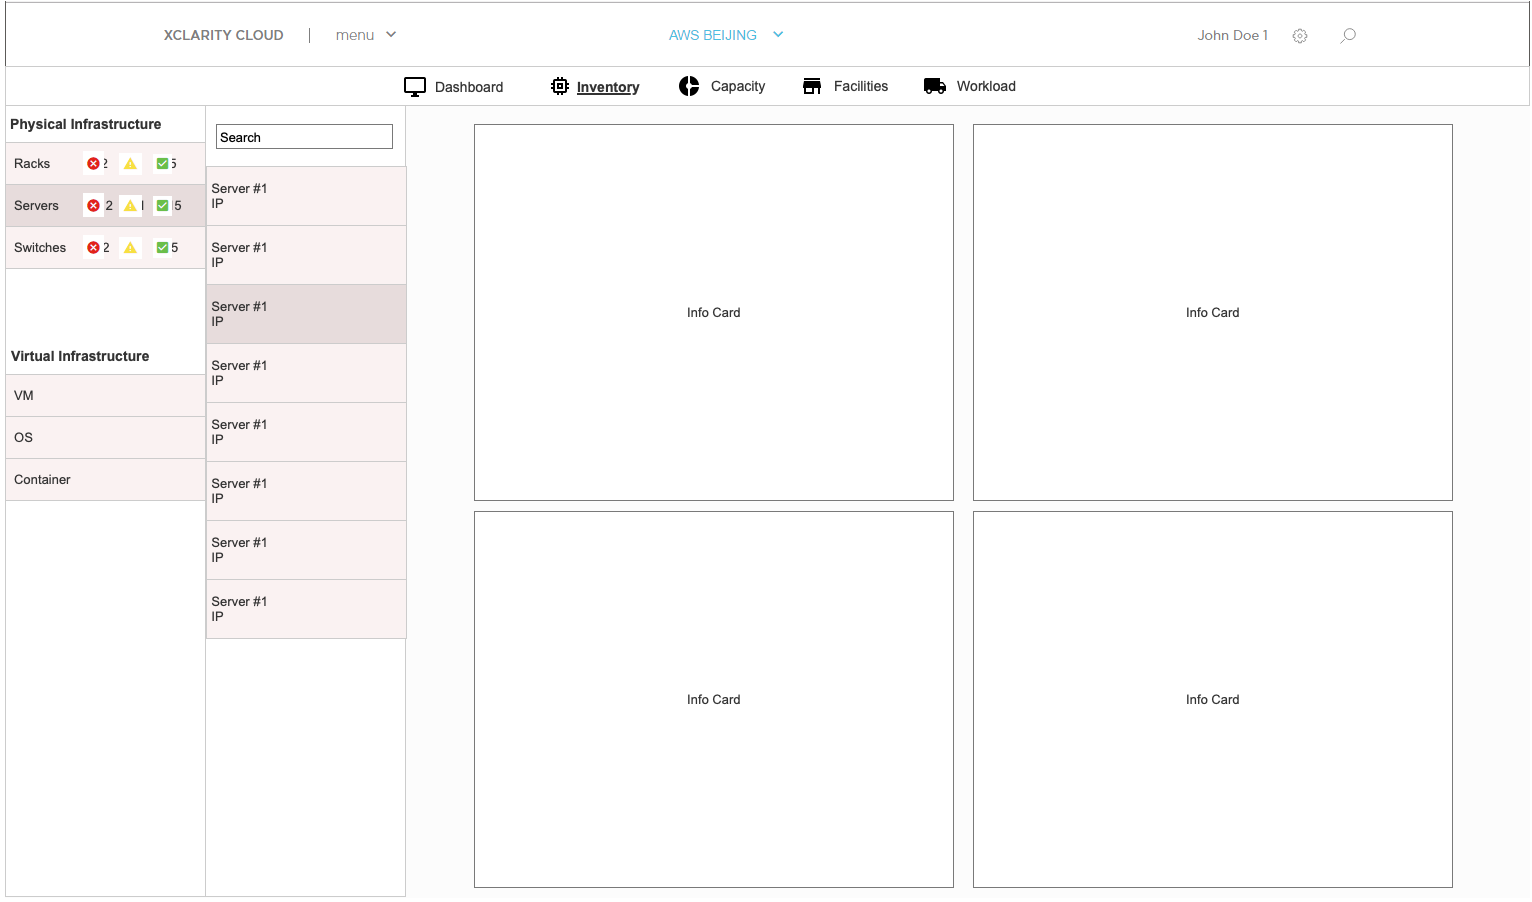 XCLARITY CLOUD | menu
AWS BEIJING
John Doe 1
Dashboard
Inventory
Capacity
Facilities
Workload
Physical Infrastructure
Racks 2 5
Servers 2 5
Switches 2 5
Virtual Infrastructure
VM
OS
Container
Search
Server #1
IP
Server #1
IP
Server #1
IP
Server #1
IP
Server #1
IP
Server #1
IP
Server #1
IP
Server #1
IP
Info Card
Info Card
Info Card
Info Card